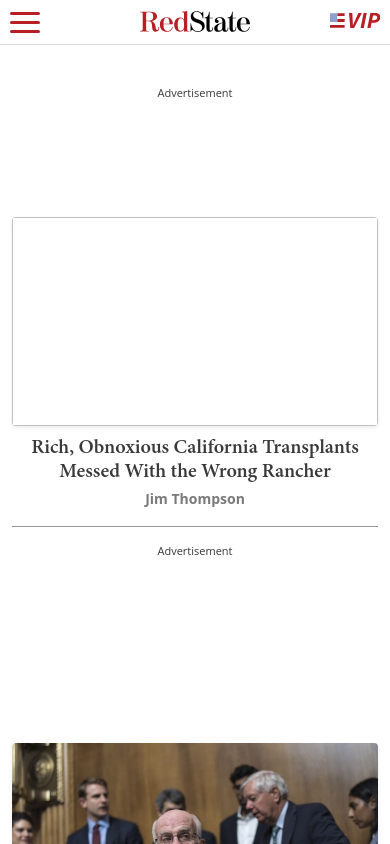 RedState
VIP
Advertisement
Rich, Obnoxious California Transplants
Messed With the Wrong Rancher
Jim Thompson
Advertisement